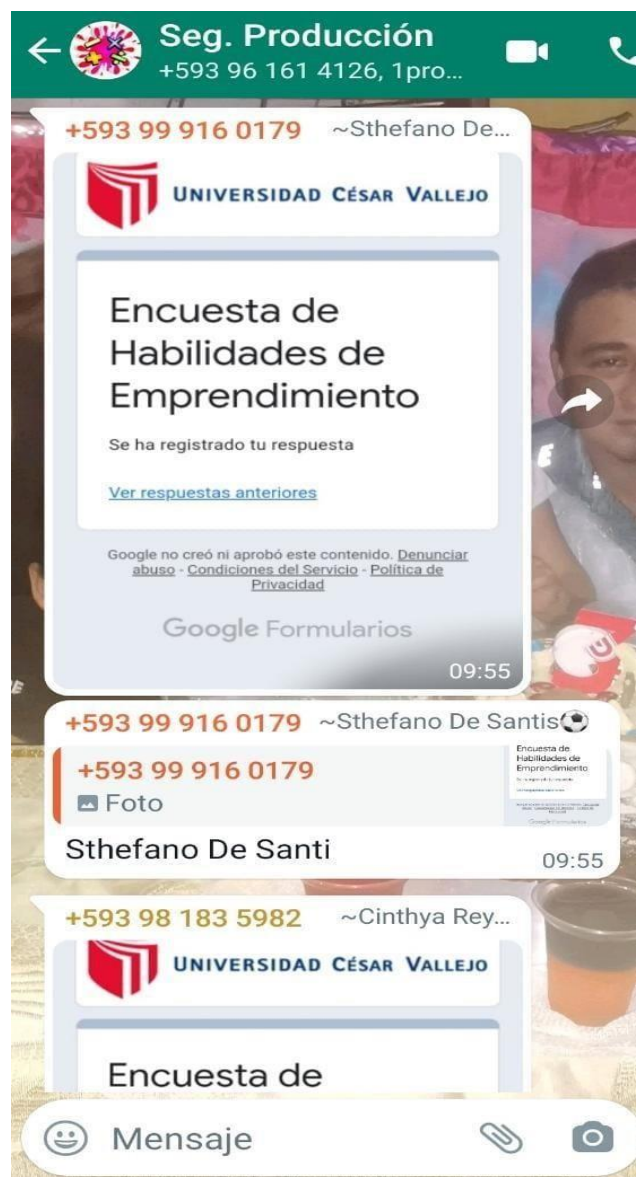 Seg. Producción
+593 96 161 4126, 1pro...
+593 99 916 0179 ~Sthefano De...
UNIVERSIDAD CÉSAR VALLEJO
Encuesta de
Habilidades de
Emprendimiento
Se ha registrado tu respuesta
Ver respuestas anteriores
Google no creó ni aprobó este contenido. Denunciar
abuso - Condiciones del Servicio - Política de
Privacidad
Google Formularios
09:55
+593 99 916 0179 ~Sthefano De Santis
+593 99 916 0179
Foto
Encuesta de
Habilidades de
Emprendimiento
Google Formularios
Sthefano De Santi
09:55
+593 98 183 5982 ~Cinthya Rey...
UNIVERSIDAD CÉSAR VALLEJO
Encuesta de
Mensaje